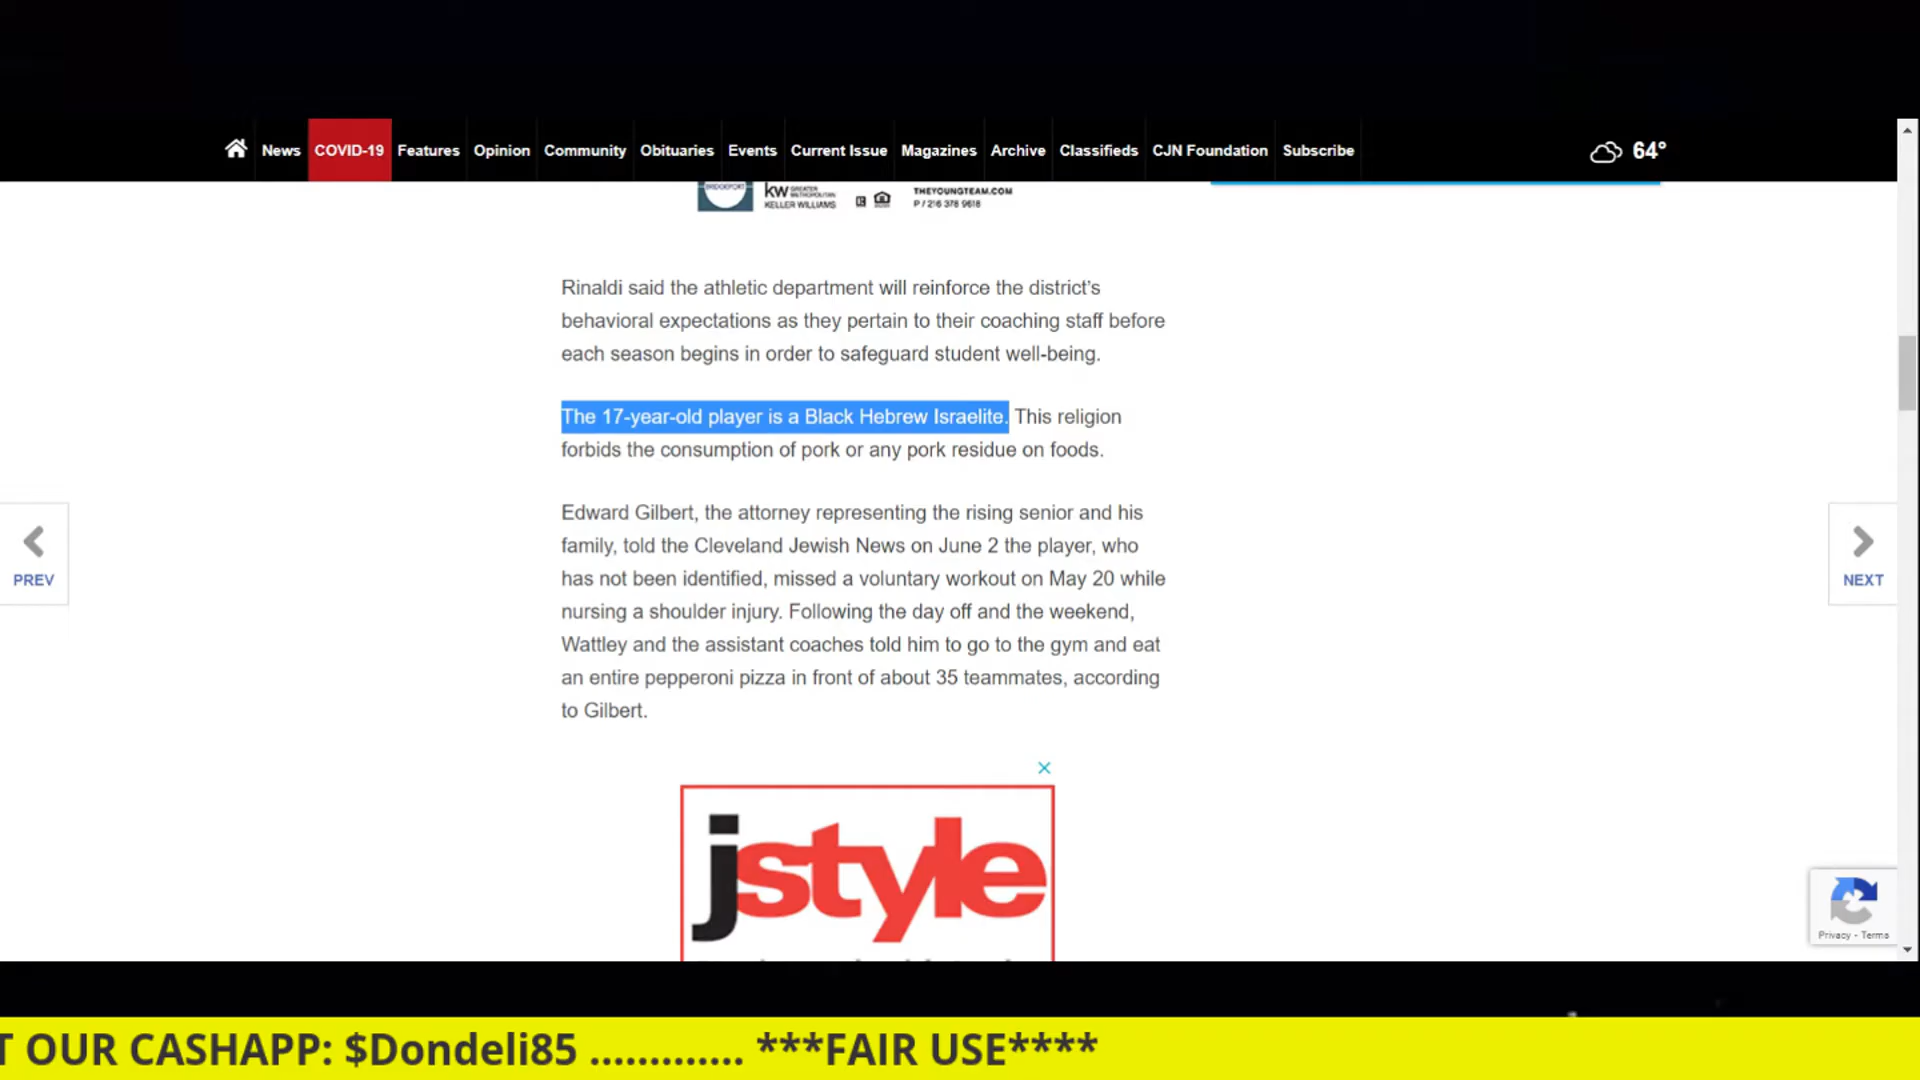 News COVID-19 Features Opinion Community Obituaries Events Current Issue Magazines Archive Classifieds CJN Foundation Subscribe 64°
BRIDGEPORT kw GREATER METROPOLITAN THEYOUNGTEAM.COM
KELLER WILLIAMS P / 216 378 9618
Rinaldi said the athletic department will reinforce the district's
behavioral expectations as they pertain to their coaching staff before
each season begins in order to safeguard student well-being.
The 17-year-old player is a Black Hebrew Israelite. This religion
forbids the consumption of pork or any pork residue on foods.
Edward Gilbert, the attorney representing the rising senior and his
family, told the Cleveland Jewish News on June 2 the player, who
has not been identified, missed a voluntary workout on May 20 while
nursing a shoulder injury. Following the day off and the weekend,
Wattley and the assistant coaches told him to go to the gym and eat
an entire pepperoni pizza in front of about 35 teammates, according
to Gilbert.
PREV
NEXT
jstyle
Privacy - Terms
T OUR CASHAPP: $Dondeli85 ............. ***FAIR USE****